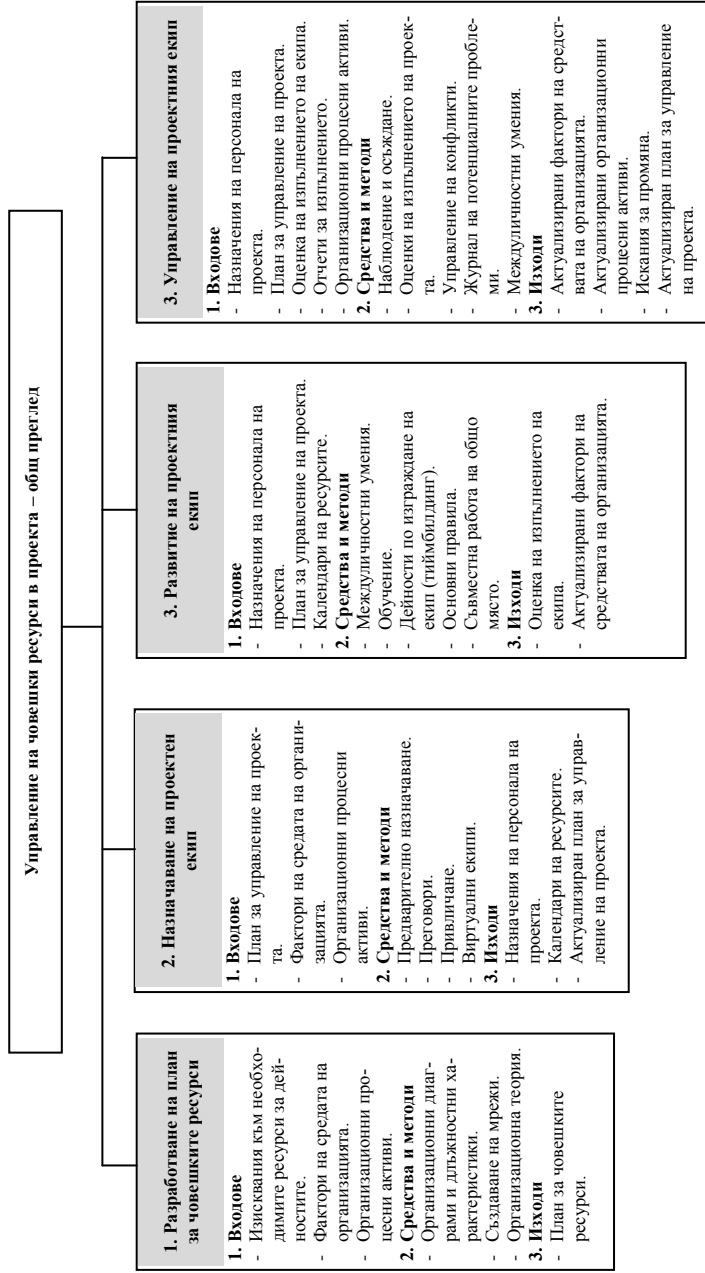 Управление на човешки ресурси в проекта – общ преглед
1. Разработване на план
за човешките ресурси
1. Входове
- Изисквания към необхо-
димите ресурси за дей-
ностите.
- Фактори на средата на
организацията.
- Организационни про-
цесни активи.
2. Средства и методи
- Организационни диаг-
рами и длъжностни ха-
рактеристики.
- Създаване на мрежи.
- Организационна теория.
3. Изходи
- План за човешките
ресурси.
2. Назначаване на проектен
екип
1. Входове
- План за управление на проек-
та.
- Фактори на средата на органи-
зацията.
- Организационни процесни
активи.
2. Средства и методи
- Предварително назначаване.
- Преговори.
- Привличане.
- Виртуални екипи.
3. Изходи
- Назначения на персонала на
проекта.
- Календари на ресурсите.
- Актуализиран план за управ-
ление на проекта.
3. Развитие на проектния
екип
1. Входове
- Назначения на персонала на
проекта.
- План за управление на проекта.
- Календари на ресурсите.
2. Средства и методи
- Междуличностни умения.
- Обучение.
- Дейности по изграждане на
екип (тиймбилдинг).
- Основни правила.
- Съвместна работа на общо
място.
3. Изходи
- Оценка на изпълнението на
екипа.
- Актуализирани фактори на
средствата на организацията.
3. Управление на проектния екип
1. Входове
- Назначения на персонала на
проекта.
- План за управление на проекта.
- Оценка на изпълнението на екипа.
- Отчети за изпълнението.
- Организационни процесни активи.
2. Средства и методи
- Наблюдение и осъждане.
- Оценки на изпълнението на проек-
та.
- Управление на конфликти.
- Журнал на потенциалните пробле-
ми.
- Междуличностни умения.
3. Изходи
- Актуализирани фактори на средст-
вата на организацията.
- Актуализирани организационни
процесни активи.
- Искания за промяна.
- Актуализиран план за управление
на проекта.